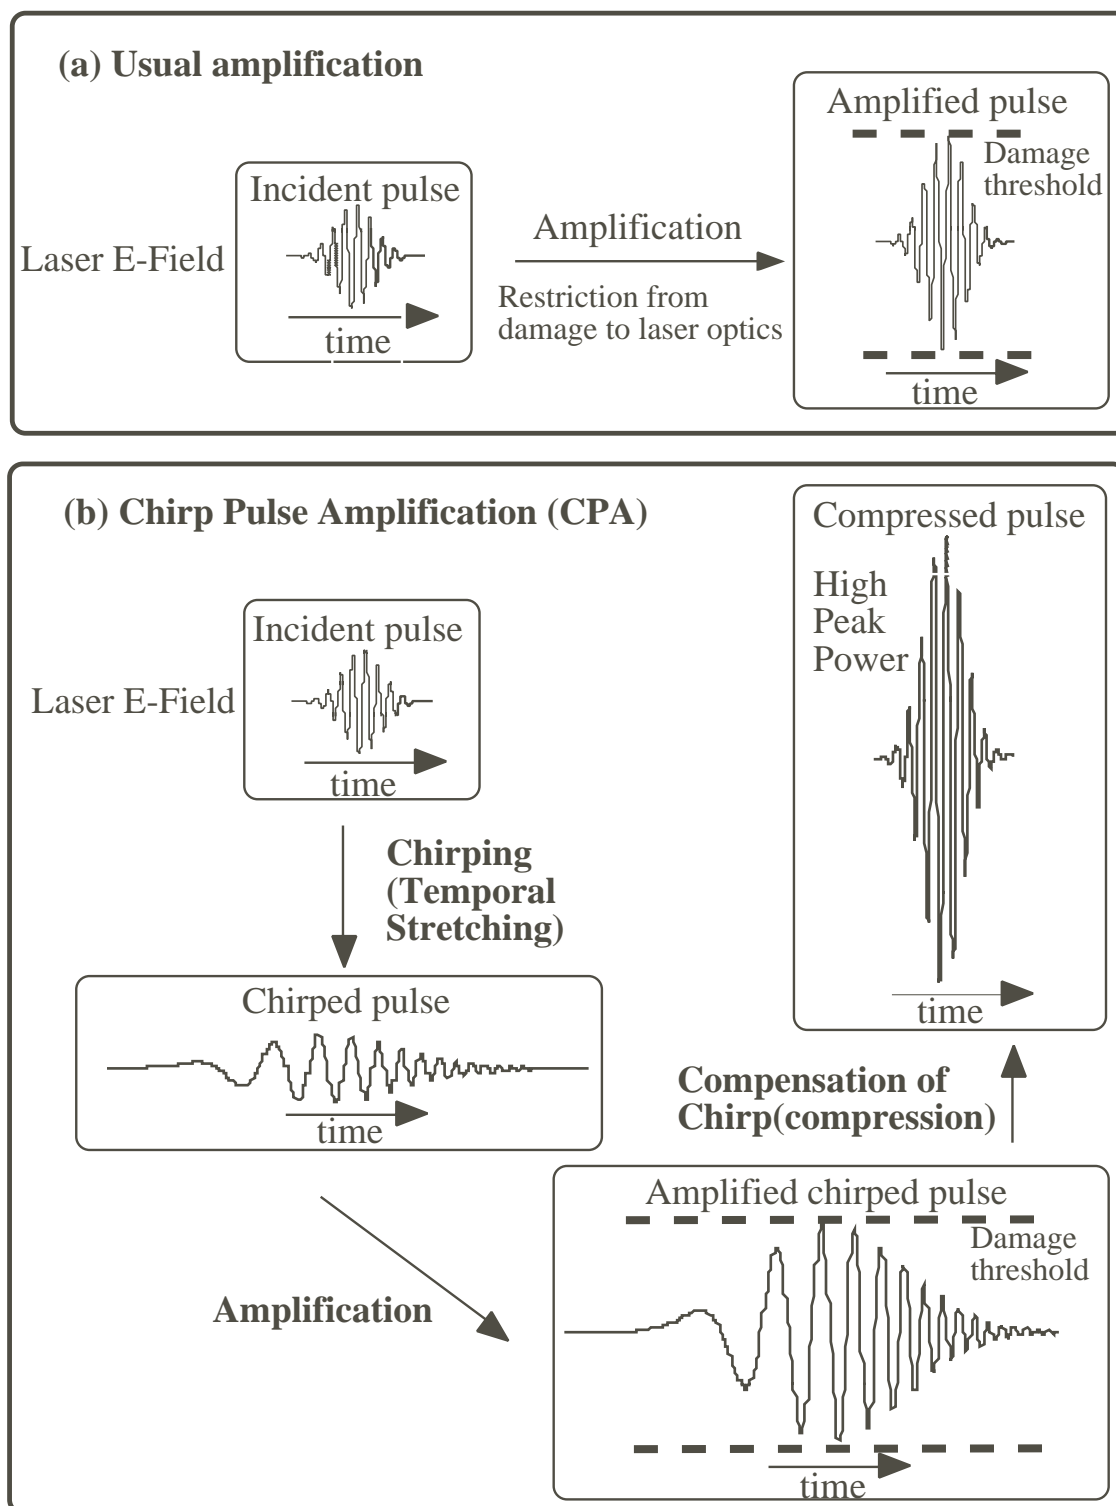 (a) Usual amplification
Incident pulse
Laser E-Field
time
Amplification
Restriction from
damage to laser optics
Amplified pulse
Damage
threshold
time
(b) Chirp Pulse Amplification (CPA)
Incident pulse
Laser E-Field
time
Chirping
(Temporal
Stretching)
Chirped pulse
time
Amplification
Amplified chirped pulse
Damage
threshold
time
Compensation of
Chirp(compression)
Compressed pulse
High
Peak
Power
time